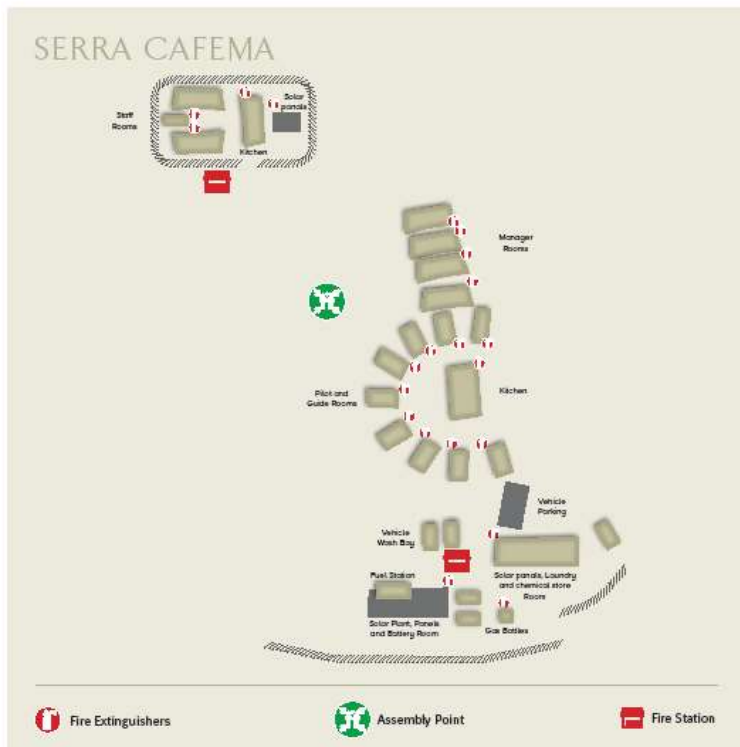 SERRA CAFEMA
Staff
Rooms
Solar
panels
Kitchen
Manager
Rooms
Pilot and
Guide Rooms
Kitchen
Vehicle
Parking
Vehicle
Wash Bay
Fuel Station
Solar panels, Laundry
and chemical store
Room
Solar Plant, Panels
and Battery Room
Gas Bottles
Fire Extinguishers
Assembly Point
Fire Station